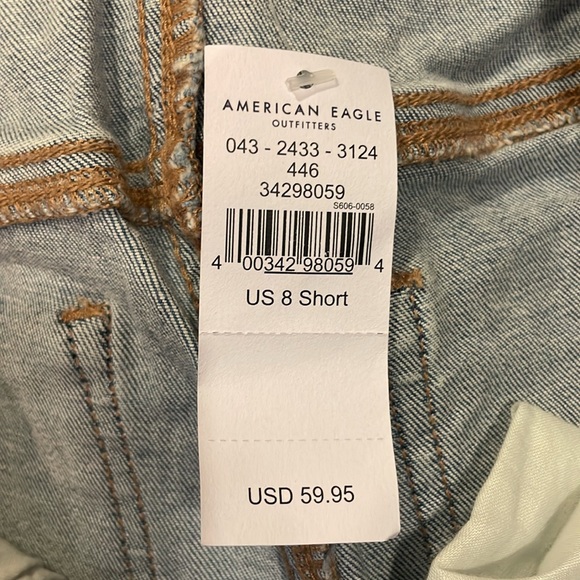 AMERICAN EAGLE
OUTFITTERS
043 - 2433 - 3124
446
34298059
S606-0058
4 00342 98059 4
US 8 Short
USD 59.95